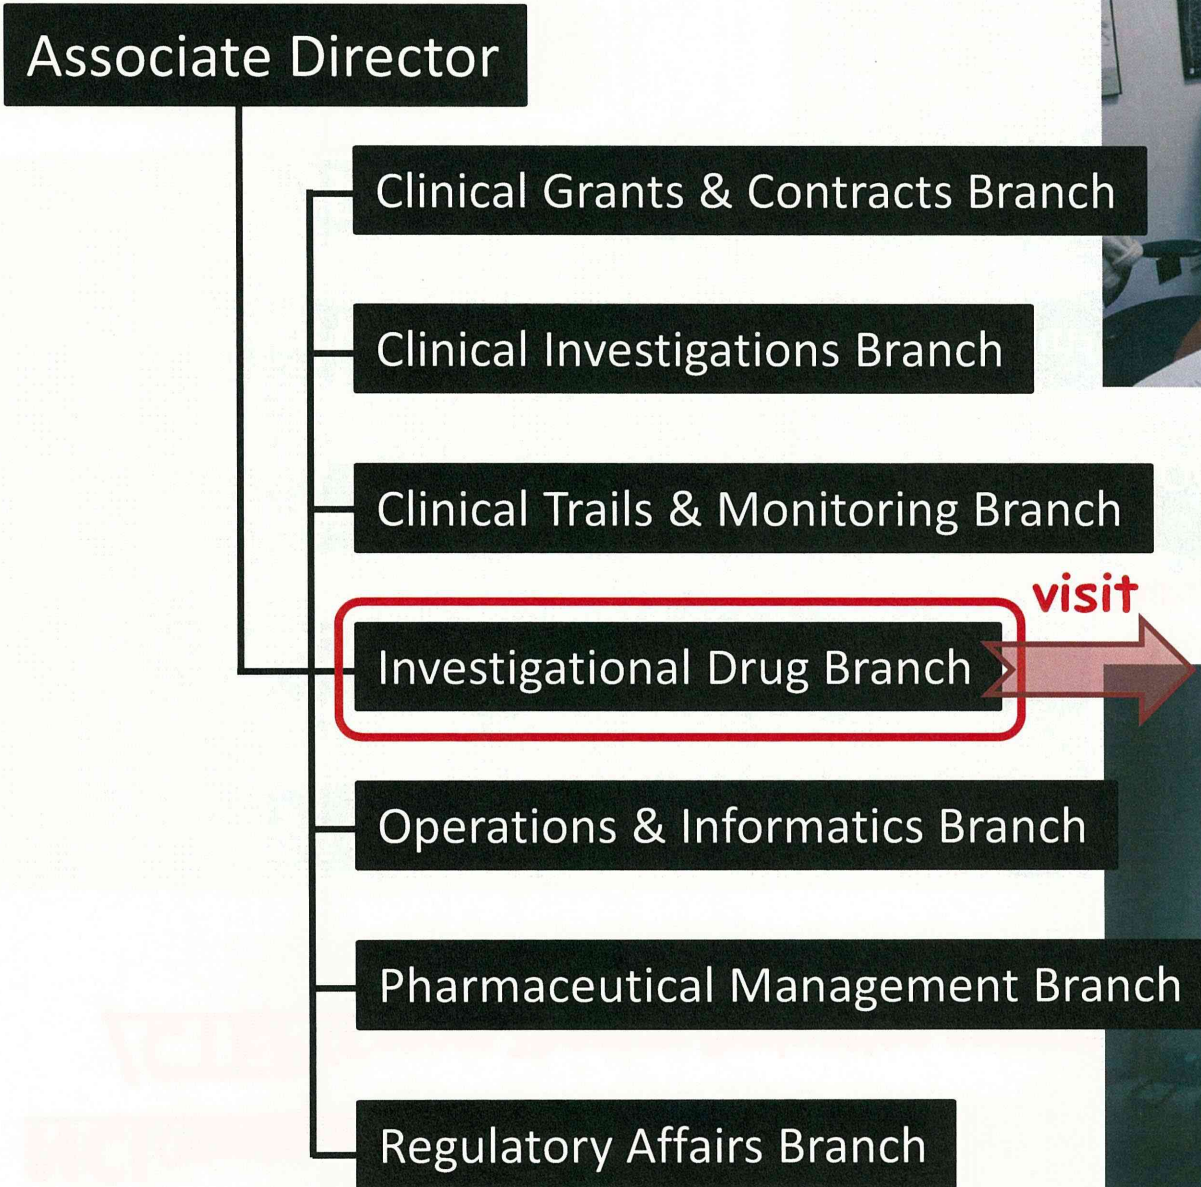 Associate Director
Clinical Grants & Contracts Branch
Clinical Investigations Branch
Clinical Trails & Monitoring Branch
visit
Investigational Drug Branch
Operations & Informatics Branch
Pharmaceutical Management Branch
Regulatory Affairs Branch